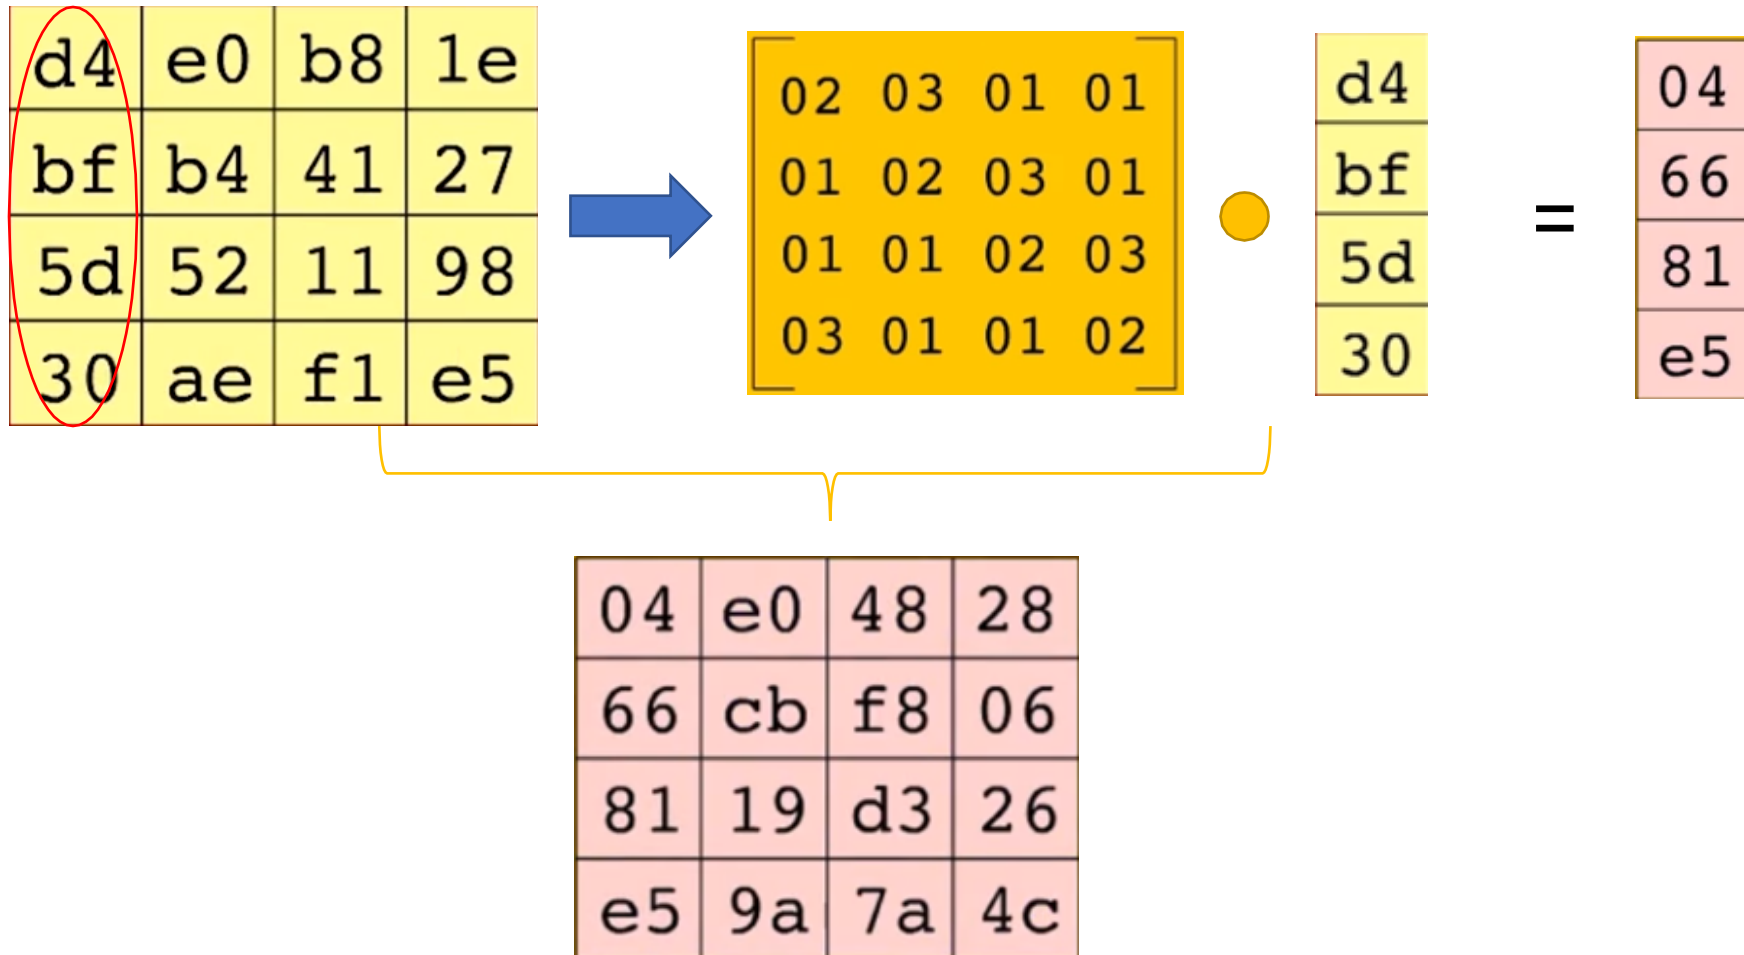 d4 e0 b8 1e
bf b4 41 27
5d 52 11 98
30 ae f1 e5
02 03 01 01
01 02 03 01
01 01 02 03
03 01 01 02
d4
bf
5d
30
=
04
66
81
e5
04 e0 48 28
66 cb f8 06
81 19 d3 26
e5 9a 7a 4c